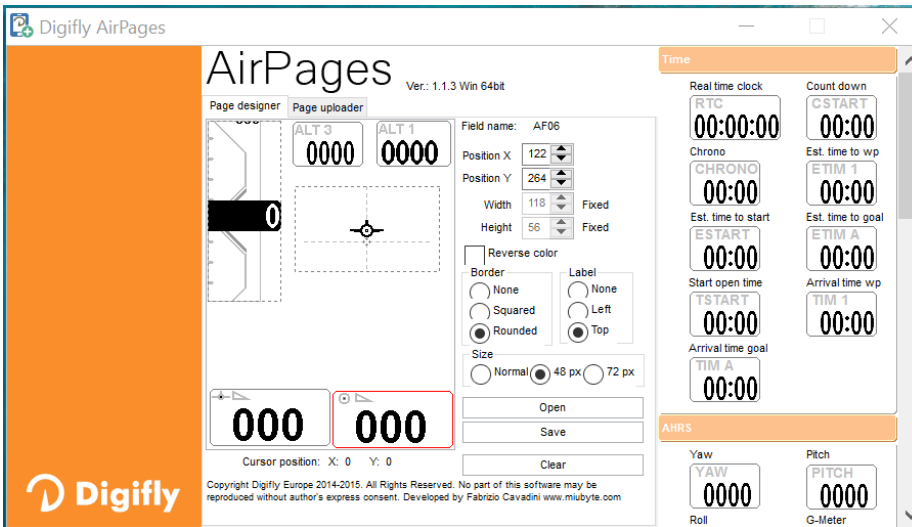 Digifly AirPages
AirPages Ver.: 1.1.3 Win 64bit
Page designer Page uploader
ALT 3 ALT 1
0000 0000
0
000 000
Cursor position: X: 0 Y: 0
Field name: AF06
Position X 122
Position Y 264
Width 118 Fixed
Height 56 Fixed
Reverse color
Border
None
Squared
Rounded
Label
None
Left
Top
Size
Normal 48 px 72 px
Open
Save
Clear
Copyright Digifly Europe 2014-2015. All Rights Reserved. No part of this software may be
reproduced without author's express consent. Developed by Fabrizio Cavadini www.miubyte.com
Digifly
Time
Real time clock Count down
RTC CSTART
00:00:00 00:00
Chrono Est. time to wp
CHRONO ETIM 1
00:00 00:00
Est. time to start Est. time to goal
ESTART ETIM A
00:00 00:00
Start open time Arrival time wp
TSTART TIM 1
00:00 00:00
Arrival time goal
TIM A
00:00
AHRS
Yaw Pitch
YAW PITCH
0000 0000
Roll G-Meter